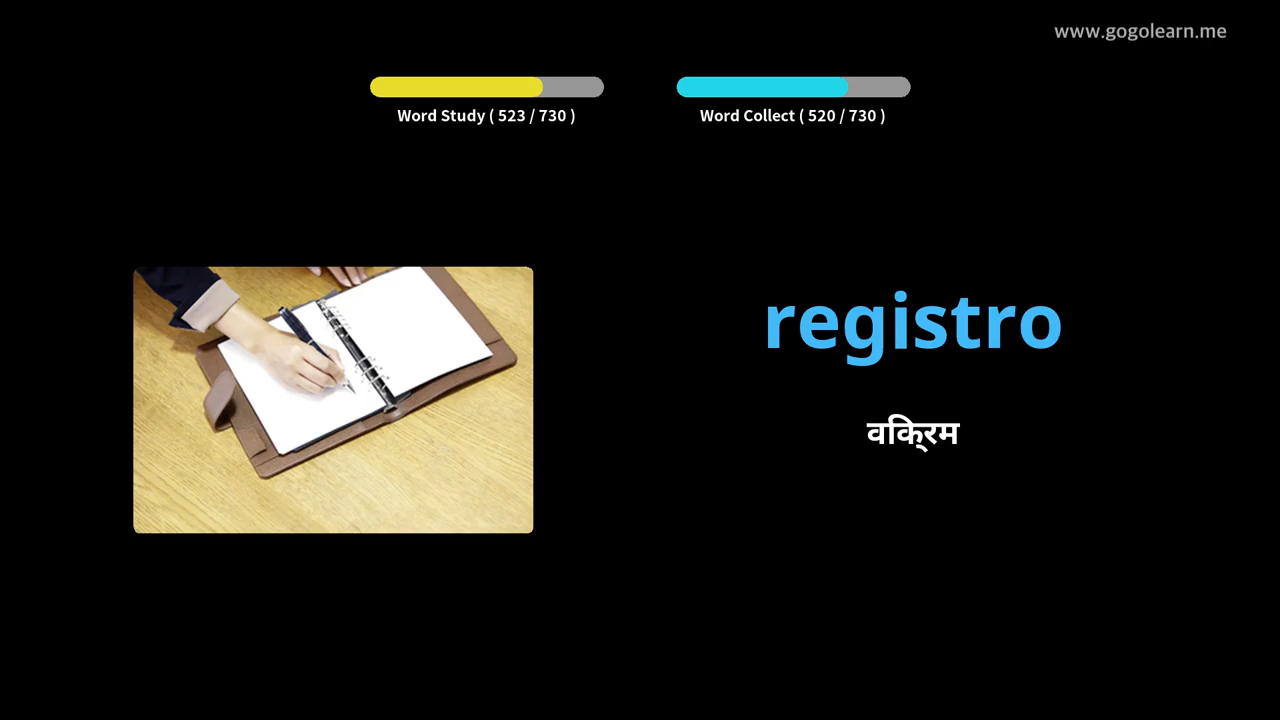 www.gogolearn.me
Word Study ( 523 / 730 )
Word Collect ( 520 / 730 )
registro
वकि्रम